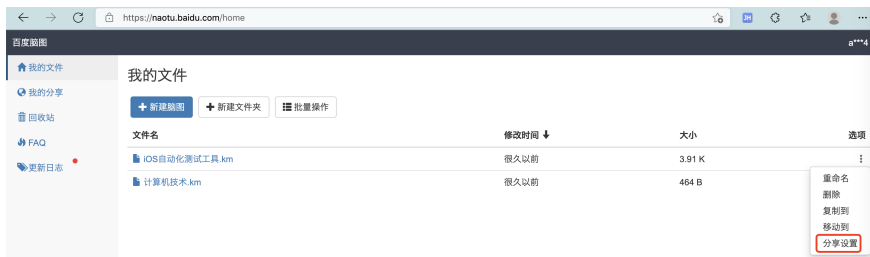 https://naotu.baidu.com/home
百度脑图
a***4
我的文件
我的分享
回收站
FAQ
更新日志
我的文件
新建脑图 新建文件夹 批量操作
文件名 修改时间 大小 选项
iOS自动化测试工具.km 很久以前 3.91 K
计算机技术.km 很久以前 464 B
重命名
删除
复制到
移动到
分享设置